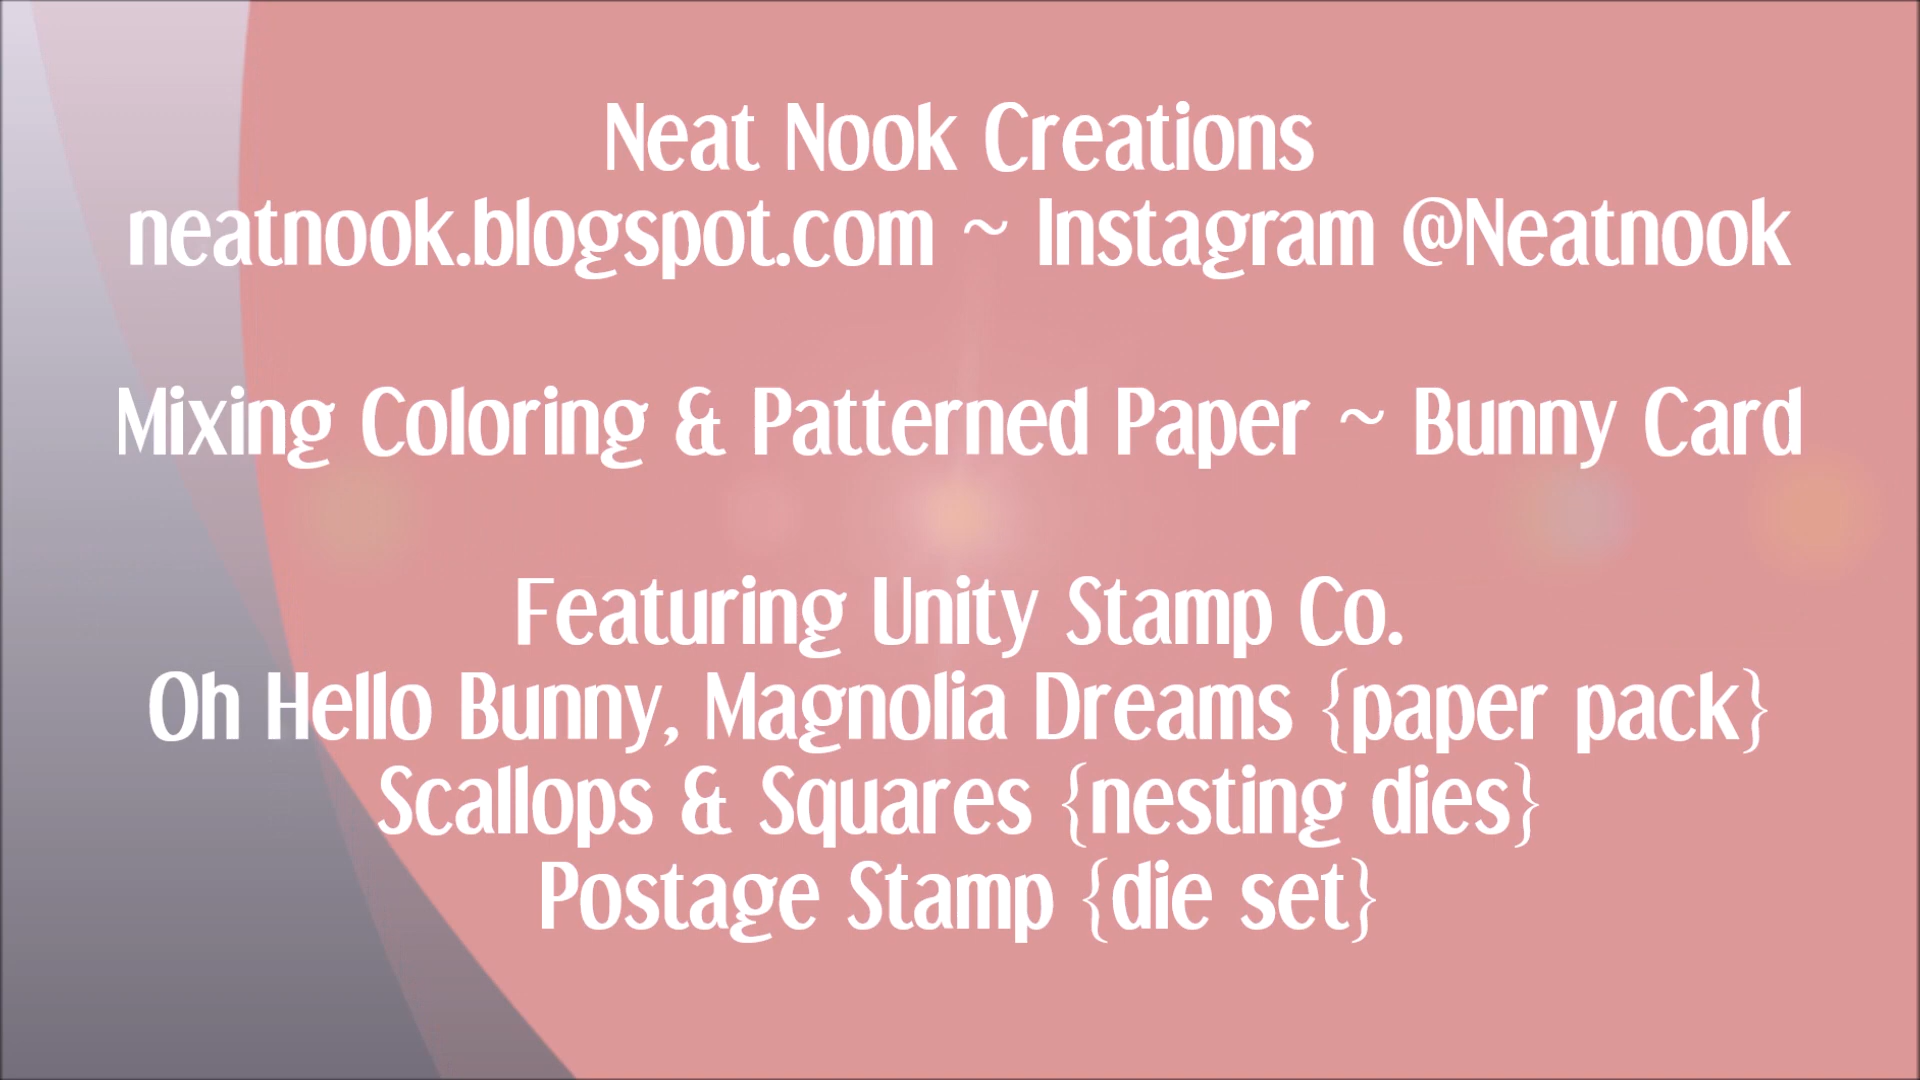 Neat Nook Creations
neatnook.blogspot.com ~ Instagram @Neatnook
Mixing Coloring & Patterned Paper ~ Bunny Card
Featuring Unity Stamp Co.
Oh Hello Bunny, Magnolia Dreams {paper pack}
Scallops & Squares {nesting dies}
Postage Stamp {die set}